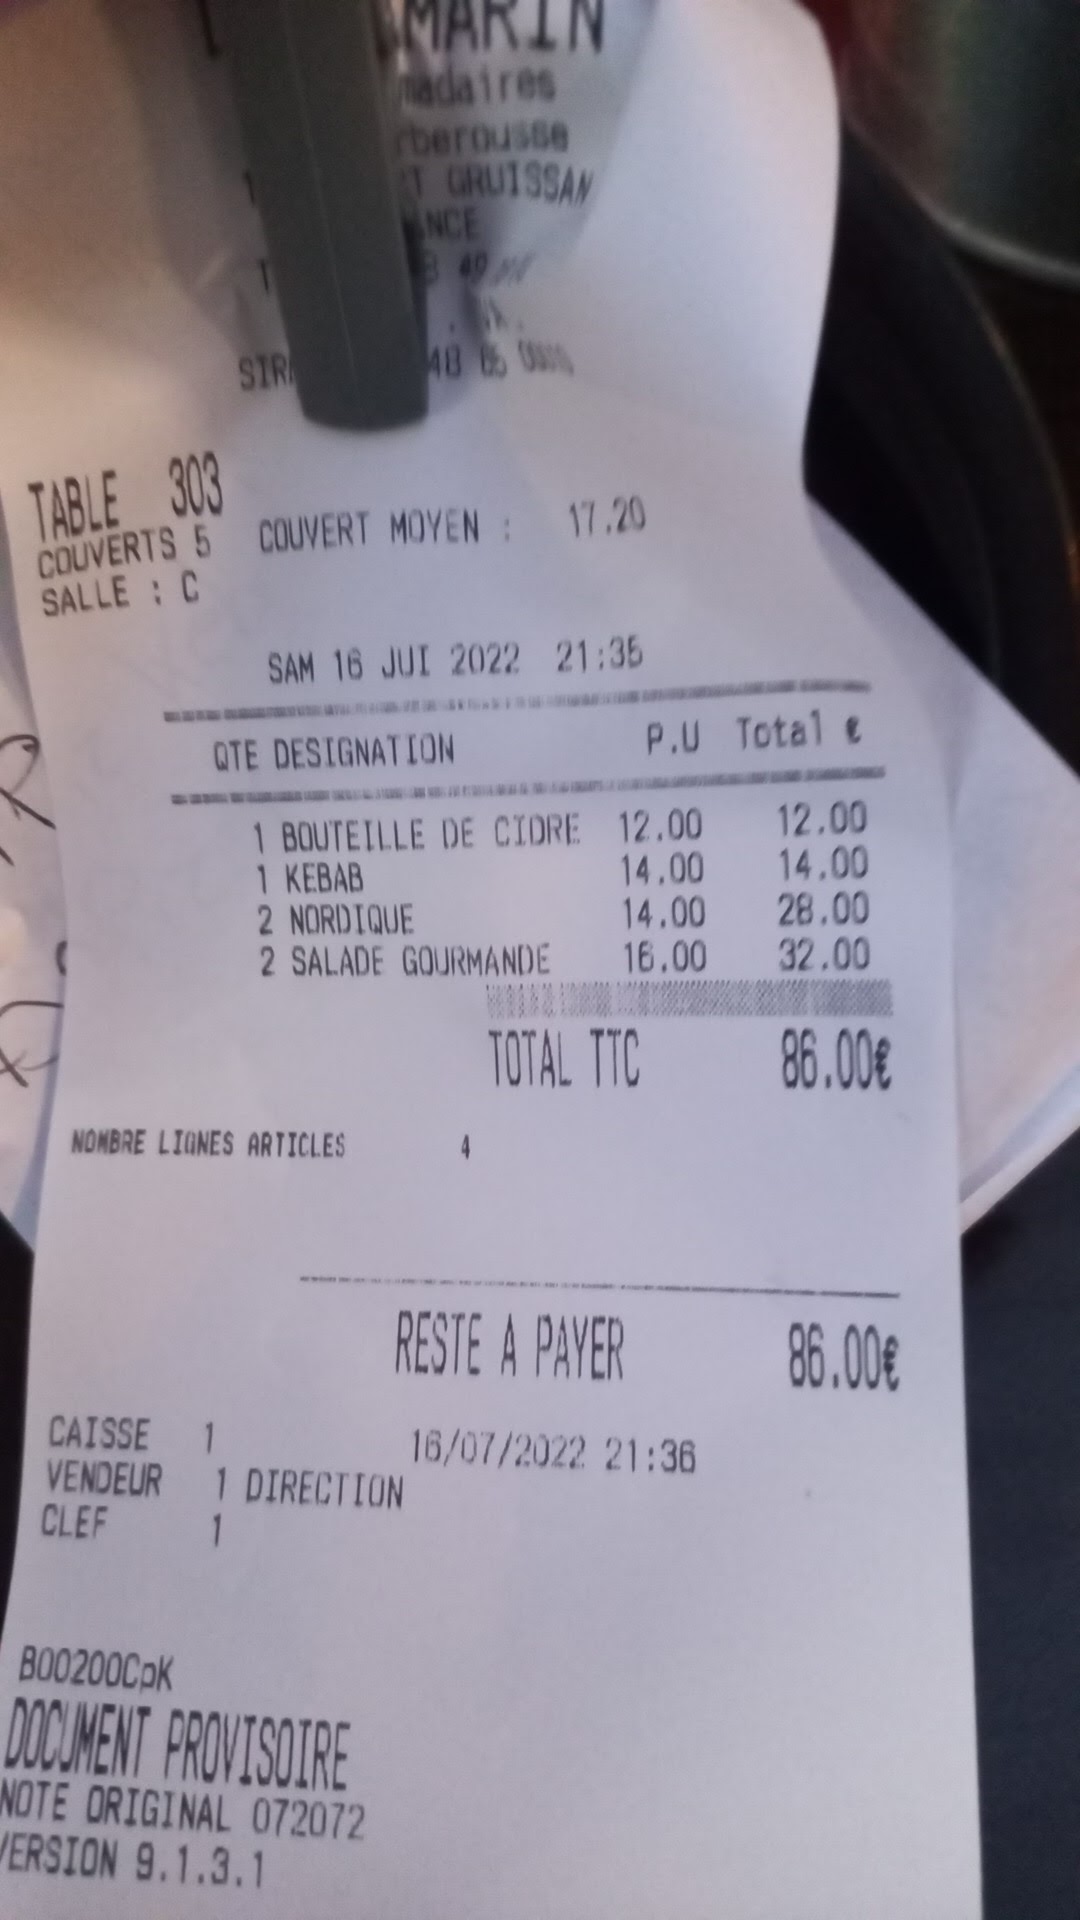 MARIN
GRUISSAN
TABLE 303
COUVERTS 5 COUVERT MOYEN : 17.20
SALLE : C
SAM 16 JUI 2022 21:35
QTE DESIGNATION P.U Total €
1 BOUTEILLE DE CIDRE 12.00 12.00
1 KEBAB 14.00 14.00
2 NORDIQUE 14.00 28.00
2 SALADE GOURMANDE 16.00 32.00
TOTAL TTC 86.00€
NOMBRE LIGNES ARTICLES 4
RESTE A PAYER 86.00€
CAISSE 1 16/07/2022 21:36
VENDEUR 1 DIRECTION
CLEF 1
B00200CpK
DOCUMENT PROVISOIRE
NOTE ORIGINAL 072072
VERSION 9.1.3.1